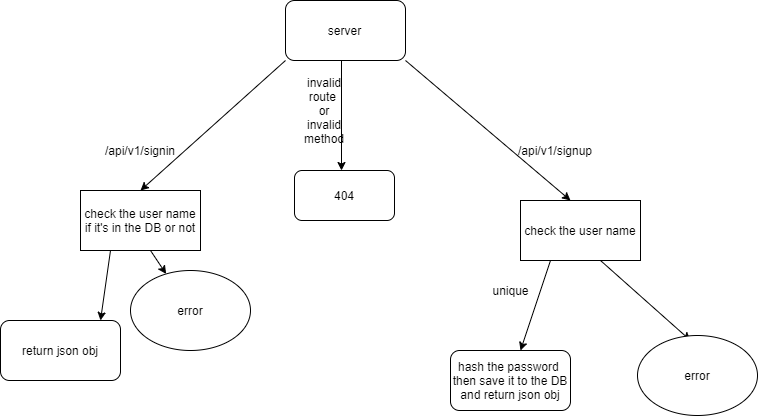 server
invalid
route
or
invalid
method
/api/v1/signin
/api/v1/signup
404
check the user name
if it's in the DB or not
check the user name
unique
error
return json obj
hash the password
then save it to the DB
and return json obj
error